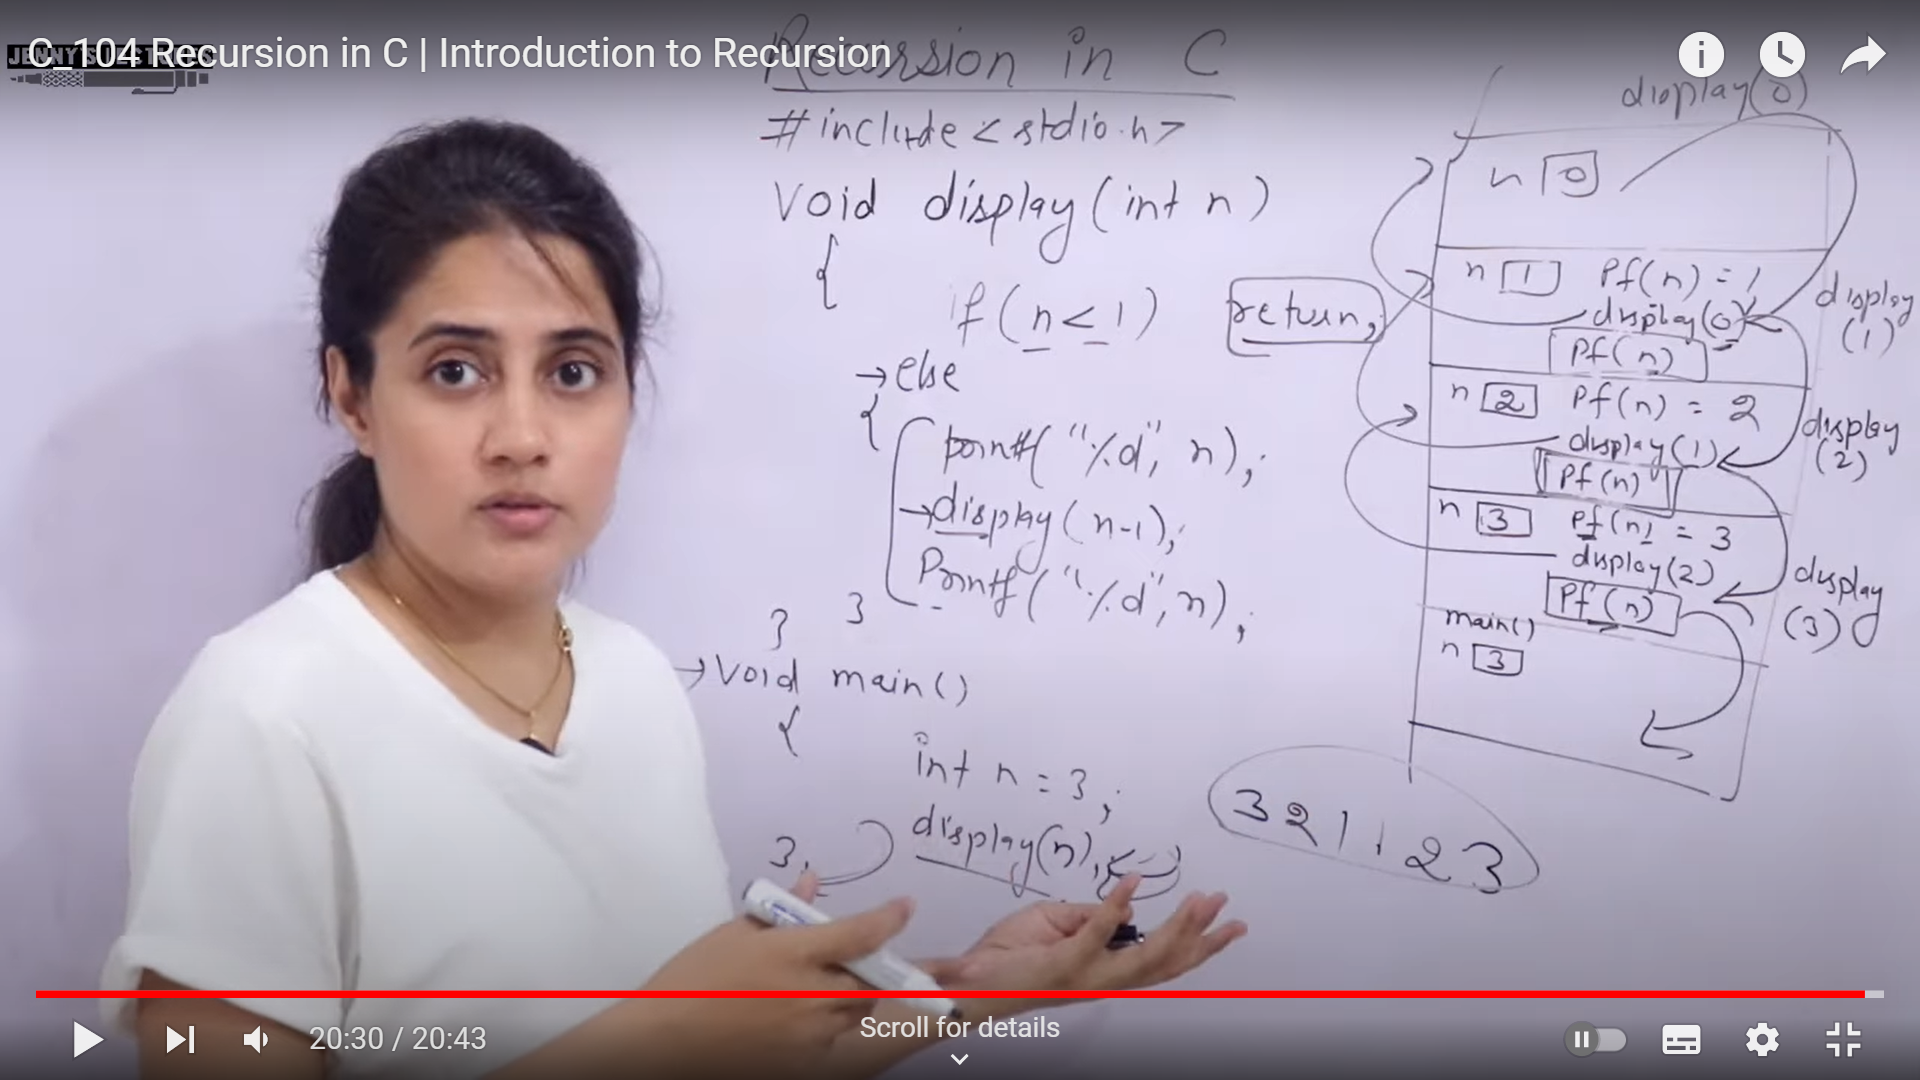 C_104 Recursion in C | Introduction to Recursion
Recursion in C
#include <stdio.h>
void display(int n)
{
if(n<1) return;
else
{
printf("%d", n);
display(n-1);
Printf("%d", n);
}
}
void main()
{
int n = 3;
display(n);
}
display(0)
n 0
n 1 Pf(n) = 1
display(0)
Pf(n)
display
(1)
n 2 Pf(n) = 2
display(1)
Pf(n)
display
(2)
n 3 Pf(n) = 3
display(2)
Pf(n)
display
(3)
main()
n 3
3 2 1 1 2 3
20:30 / 20:43
Scroll for details